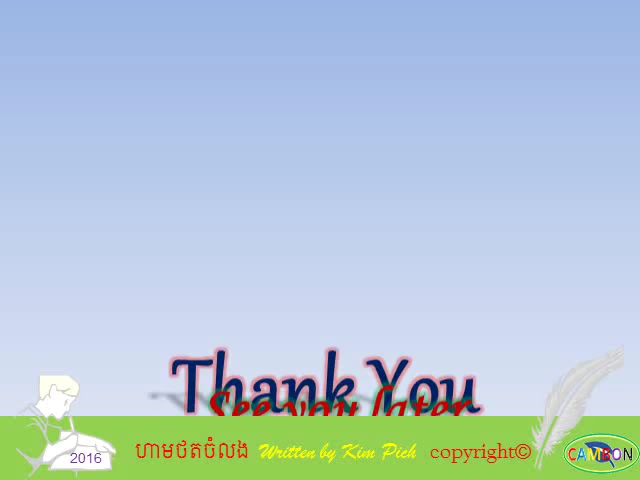 Thank You
See you later
2016
ហាមថតចំលង Written by Kim Pich copyright©
CAMBON